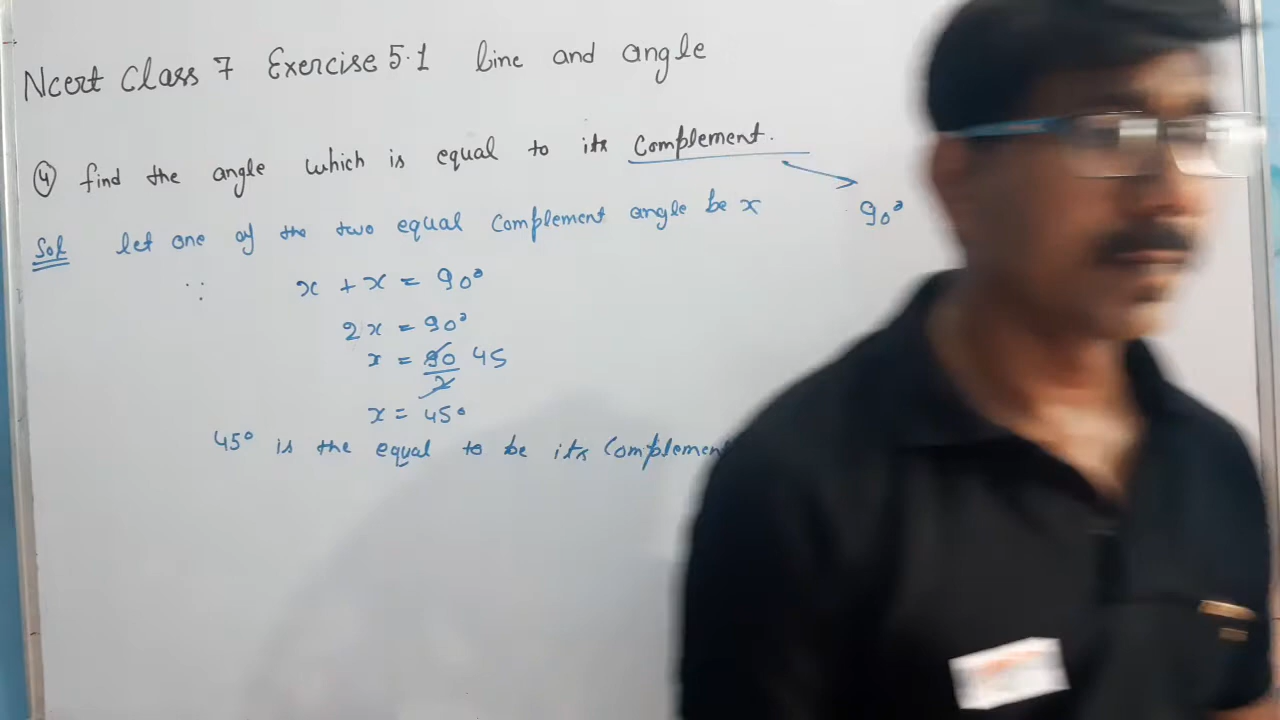 Ncert Class 7 Exercise 5.1 line and angle
④ find the angle which is equal to its Complement.
90°
Sol let one of the two equal Complement angle be x
∵ x + x = 90°
2x = 90°
x = 90/2 45
x = 45°
45° is the equal to be its Complement